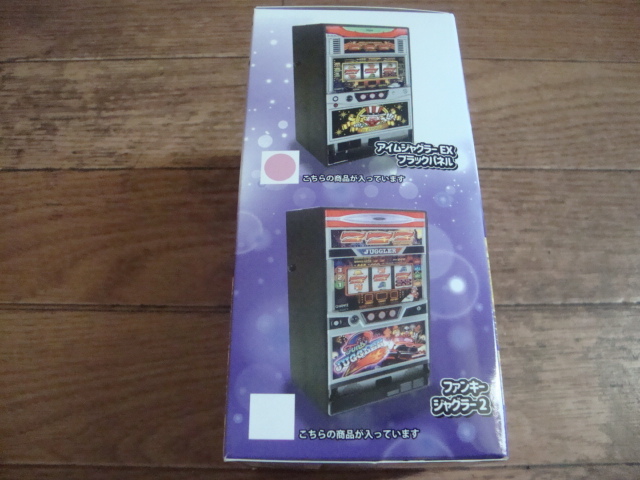 アイムジャグラーEX
ブラックパネル
こちらの商品が入っています
JUGGLER
JUGGLER
ファンキー
ジャグラー2
こちらの商品が入っています